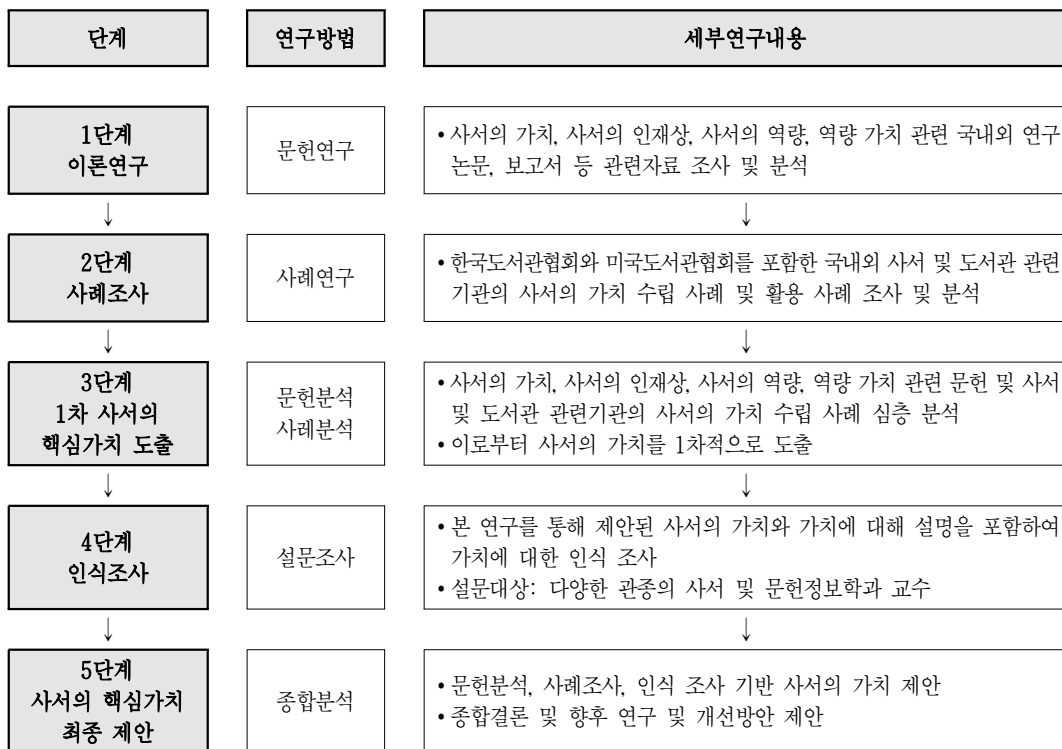 단계
연구방법
세부연구내용
1단계
이론연구
문헌연구
• 사서의 가치, 사서의 인재상, 사서의 역량, 역량 가치 관련 국내외 연구
논문, 보고서 등 관련자료 조사 및 분석
↓
↓
2단계
사례조사
사례연구
• 한국도서관협회와 미국도서관협회를 포함한 국내외 사서 및 도서관 관련
기관의 사서의 가치 수립 사례 및 활용 사례 조사 및 분석
↓
↓
3단계
1차 사서의
핵심가치 도출
문헌분석
사레분석
• 사서의 가치, 사서의 인재상, 사서의 역량, 역량 가치 관련 문헌 및 사서
및 도서관 관련기관의 사서의 가치 수립 사례 심층 분석
• 이로부터 사서의 가치를 1차적으로 도출
↓
↓
4단계
인식조사
설문조사
• 본 연구를 통해 제안된 사서의 가치와 가치에 대해 설명을 포함하여
가치에 대한 인식 조사
• 설문대상: 다양한 관종의 사서 및 문헌정보학과 교수
↓
↓
5단계
사서의 핵심가치
최종 제안
종합분석
• 문헌분석, 사례조사, 인식 조사 기반 사서의 가치 제안
• 종합결론 및 향후 연구 및 개선방안 제안